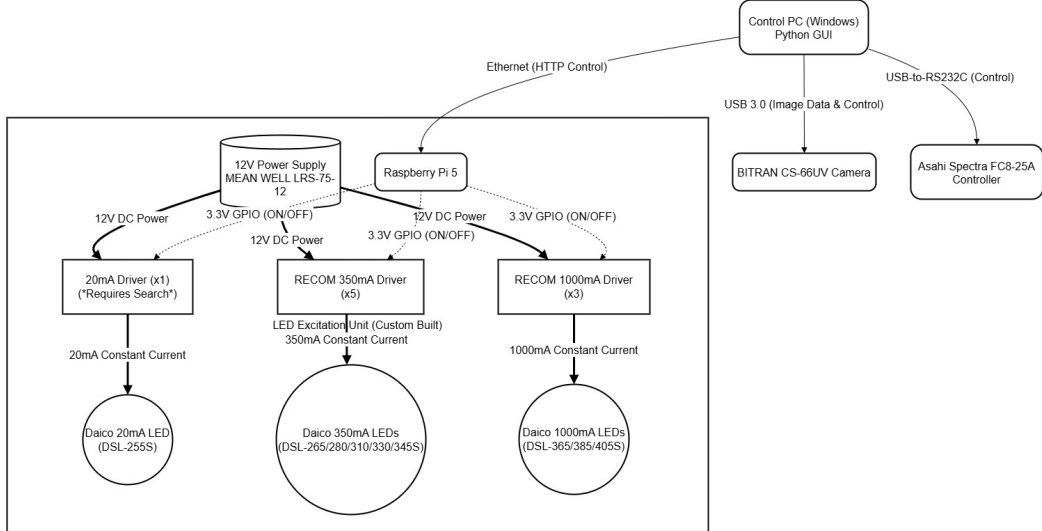 Control PC (Windows)
Python GUI
Ethernet (HTTP Control)
USB-to-RS232C (Control)
USB 3.0 (Image Data & Control)
12V Power Supply
MEAN WELL LRS-75-
12
Raspberry Pi 5
BITRAN CS-66UV Camera
Asahi Spectra FC8-25A
Controller
12V DC Power
3.3V GPIO (ON/OFF)
12V DC Power
3.3V GPIO (ON/OFF)
12V DC Power
3.3V GPIO (ON/OFF)
20mA Driver (x1)
(*Requires Search*)
RECOM 350mA Driver
(x5)
RECOM 1000mA Driver
(x3)
LED Excitation Unit (Custom Built)
20mA Constant Current
350mA Constant Current
1000mA Constant Current
Daico 20mA LED
(DSL-255S)
Daico 350mA LEDs
(DSL-265/280/310/330/345S)
Daico 1000mA LEDs
(DSL-365/385/405S)